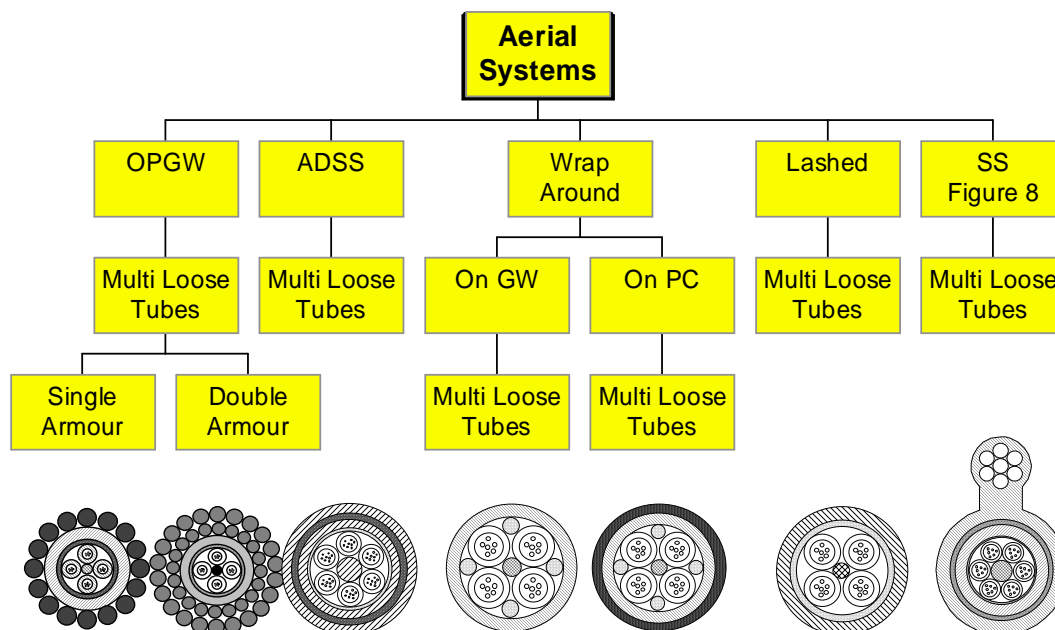 Aerial
Systems
OPGW
ADSS
Wrap
Around
Lashed
SS
Figure 8
Multi Loose
Tubes
Multi Loose
Tubes
On GW
On PC
Multi Loose
Tubes
Multi Loose
Tubes
Single
Armour
Double
Armour
Multi Loose
Tubes
Multi Loose
Tubes